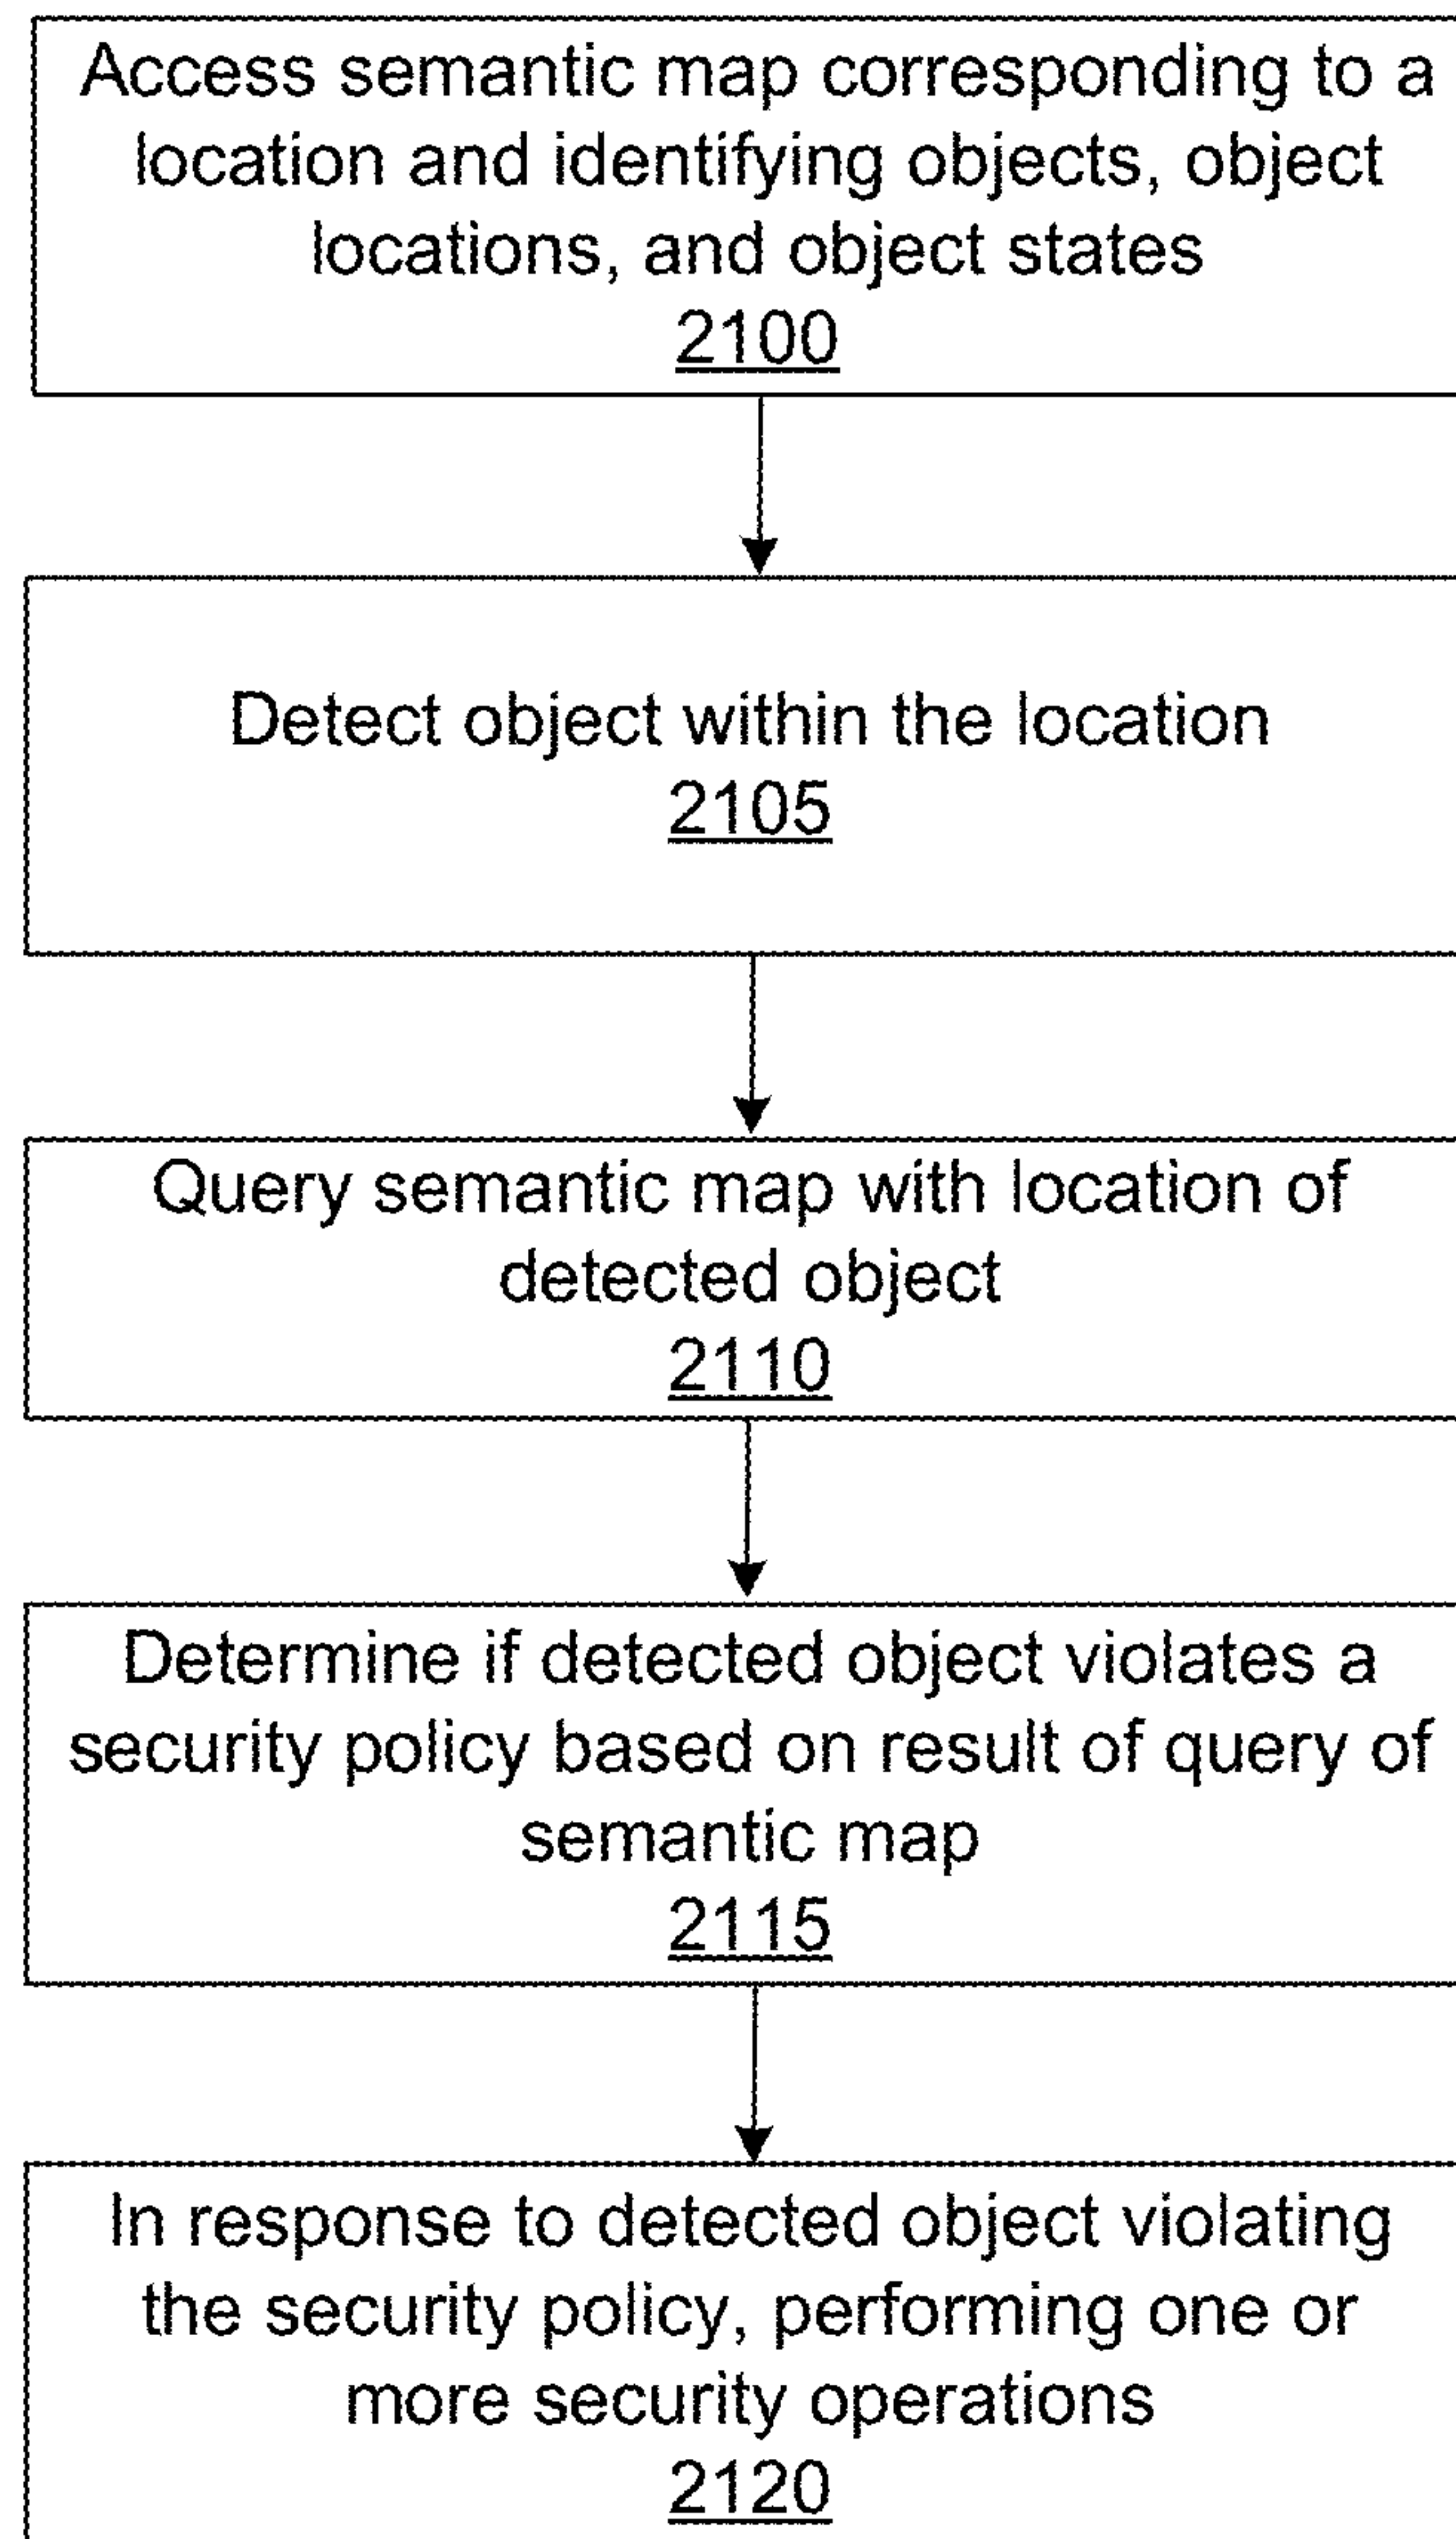 Access semantic map corresponding to a
location and identifying objects, object
locations, and object states
2100
Detect object within the location
2105
Query semantic map with location of
detected object
2110
Determine if detected object violates a
security policy based on result of query of
semantic map
2115
In response to detected object violating
the security policy, performing one or
more security operations
2120